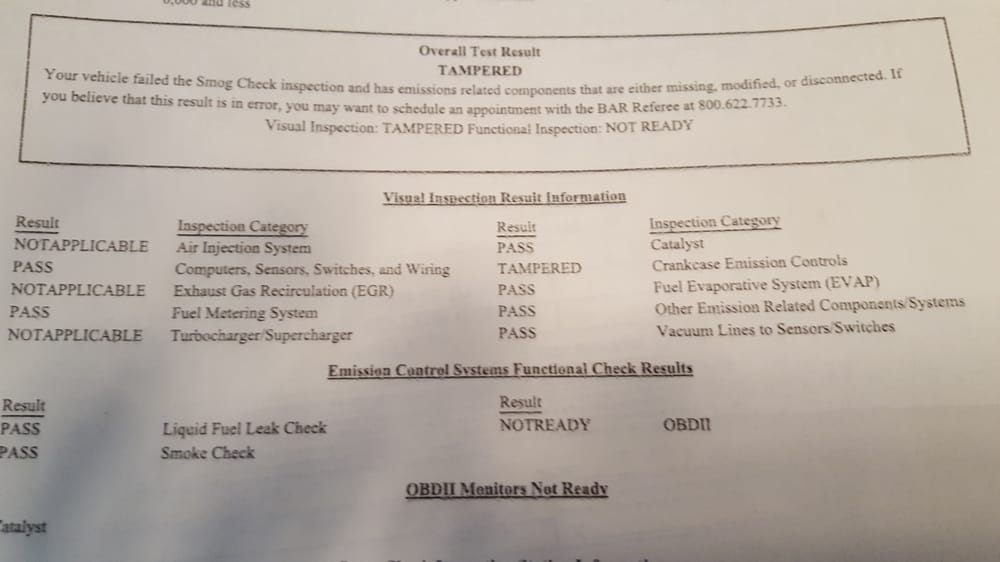 and less
Overall Test Result
TAMPERED
Your vehicle failed the Smog Check inspection and has emissions related components that are either missing, modified, or disconnected. If
you believe that this result is in error, you may want to schedule an appointment with the BAR Referee at 800.622.7733.
Visual Inspection: TAMPERED Functional Inspection: NOT READY
Visual Inspection Result Information
Result Inspection Category Result Inspection Category
NOTAPPLICABLE Air Injection System PASS Catalyst
PASS Computers, Sensors, Switches, and Wiring TAMPERED Crankcase Emission Controls
NOTAPPLICABLE Exhaust Gas Recirculation (EGR) PASS Fuel Evaporative System (EVAP)
PASS Fuel Metering System PASS Other Emission Related Components/Systems
NOTAPPLICABLE Turbocharger/Supercharger PASS Vacuum Lines to Sensors/Switches
Emission Control Systems Functional Check Results
Result Result
PASS Liquid Fuel Leak Check NOTREADY OBDII
PASS Smoke Check
OBDII Monitors Not Ready
atalyst